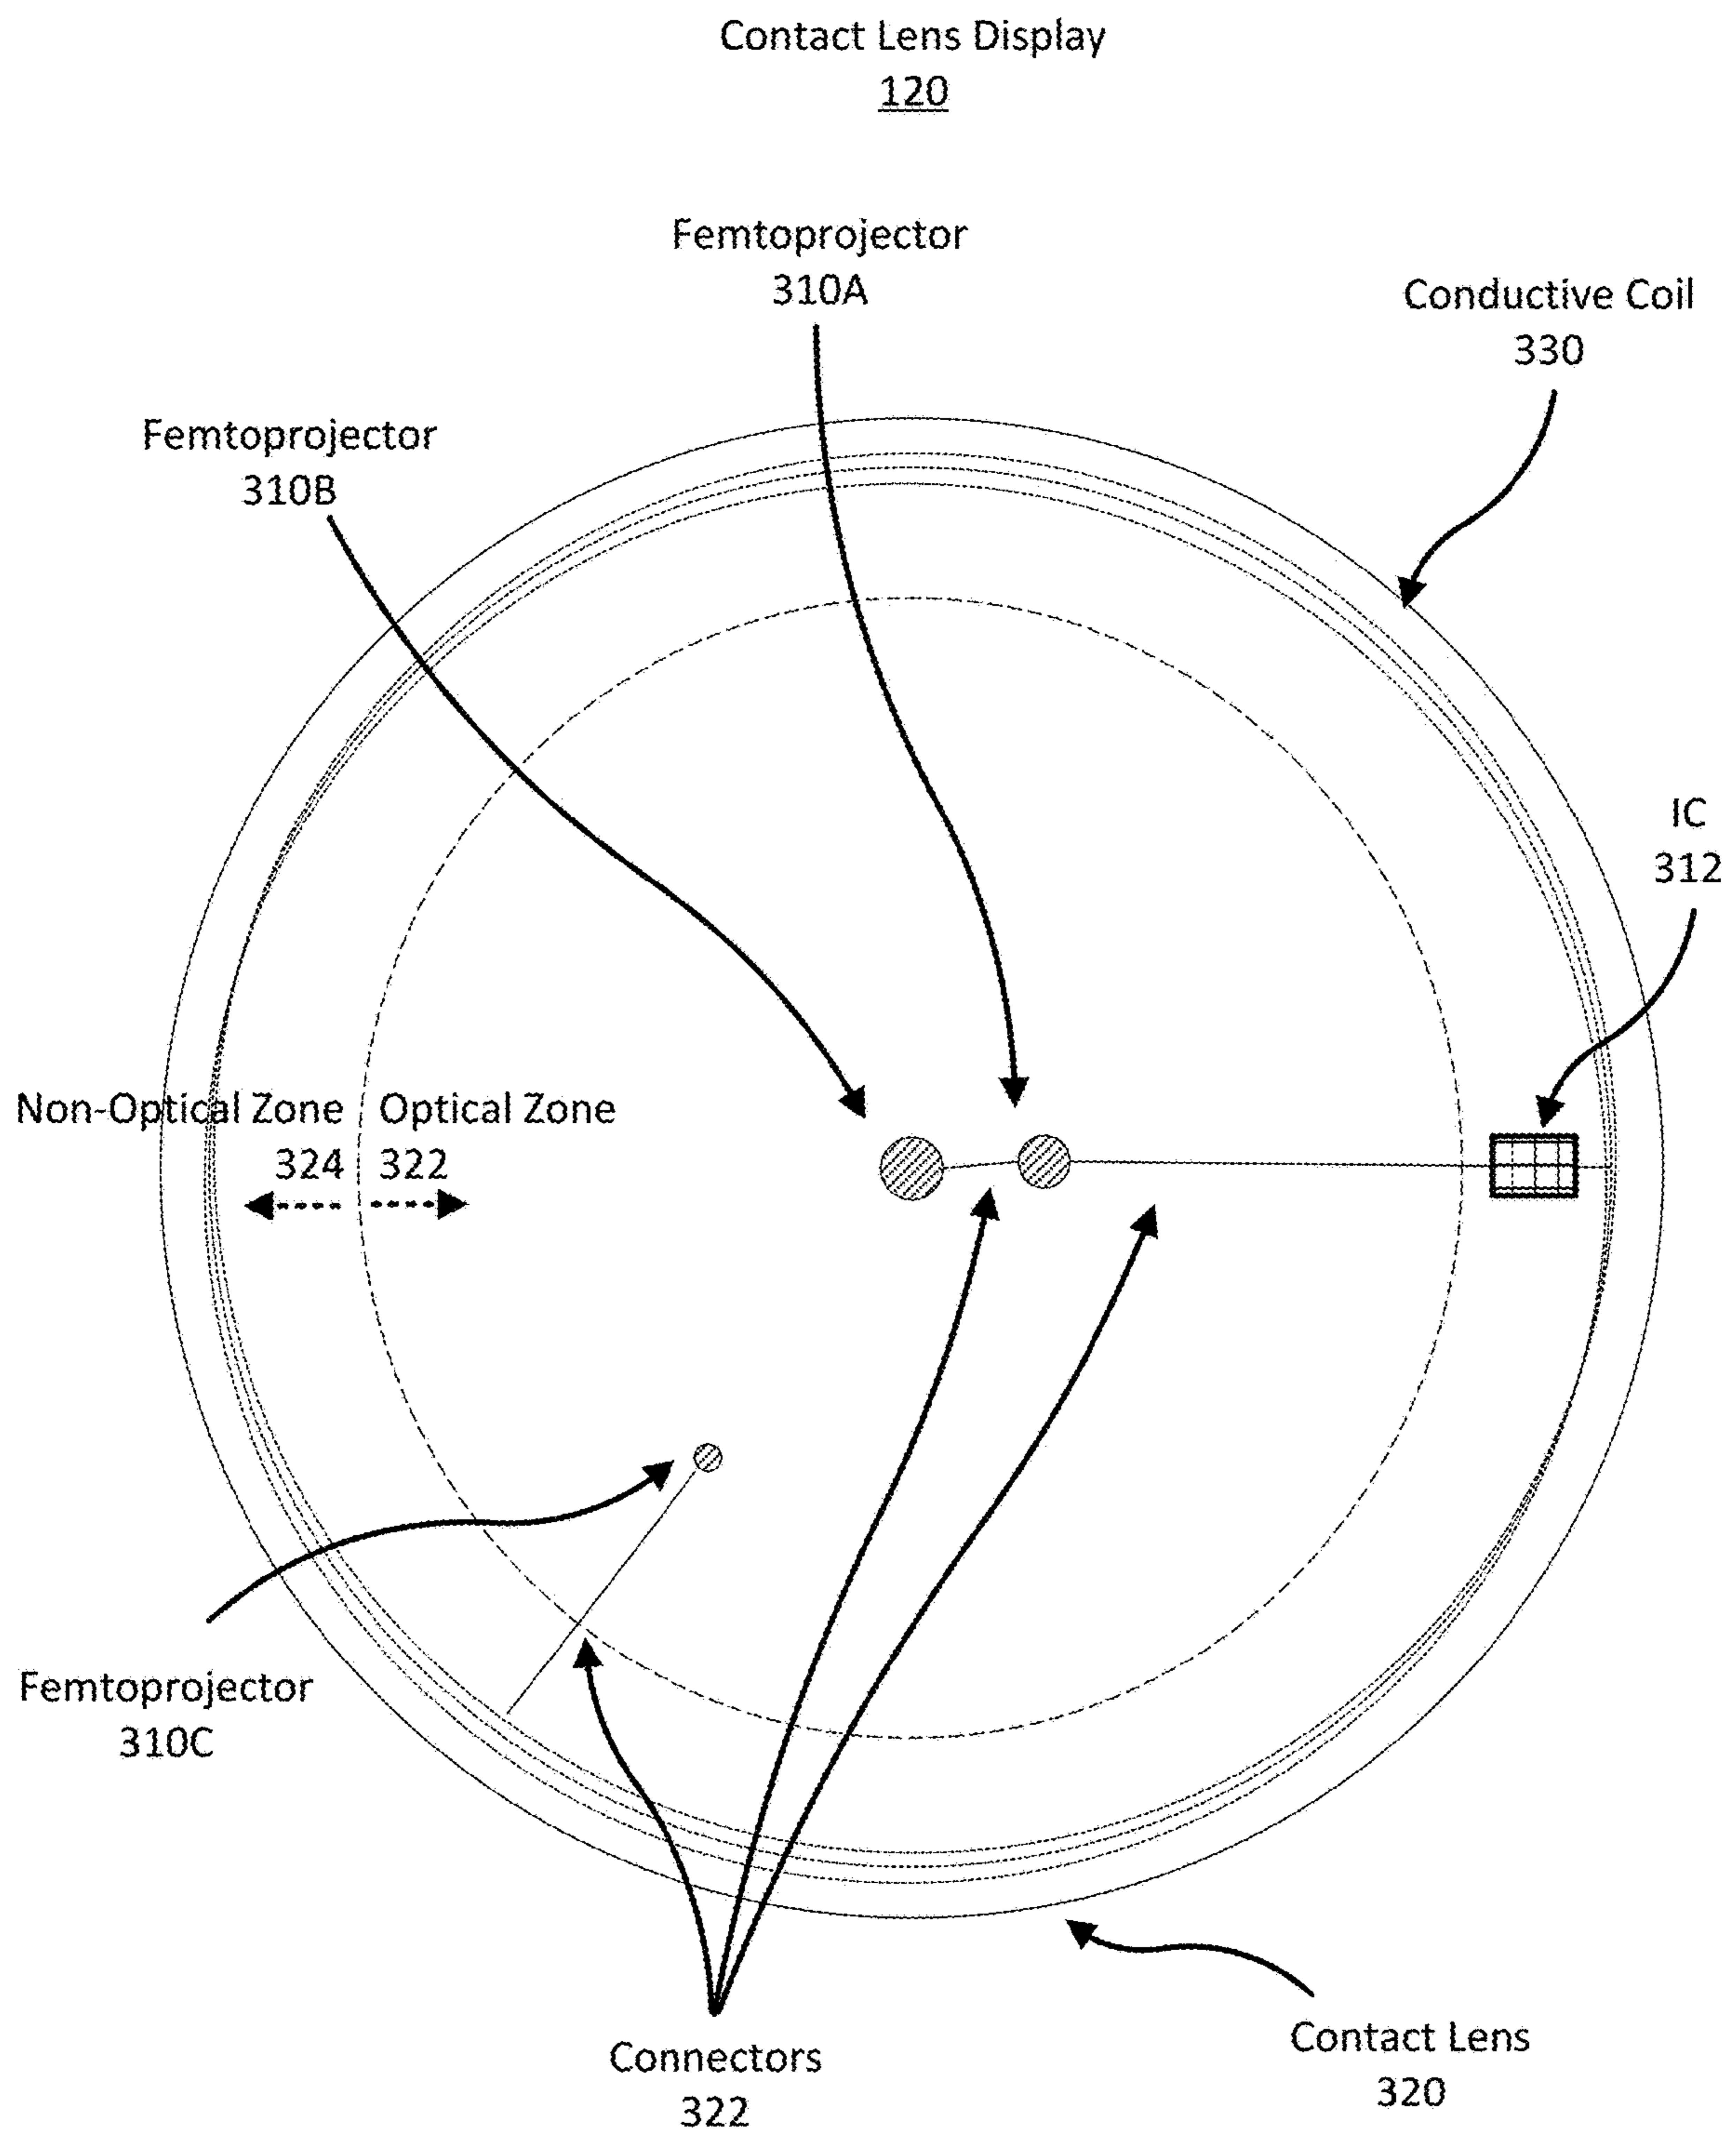 Contact Lens Display
120
Femtoprojector
310A
Conductive Coil
330
Femtoprojector
310B
IC
312
Non-Optical Zone
324
Optical Zone
322
Femtoprojector
310C
Connectors
322
Contact Lens
320